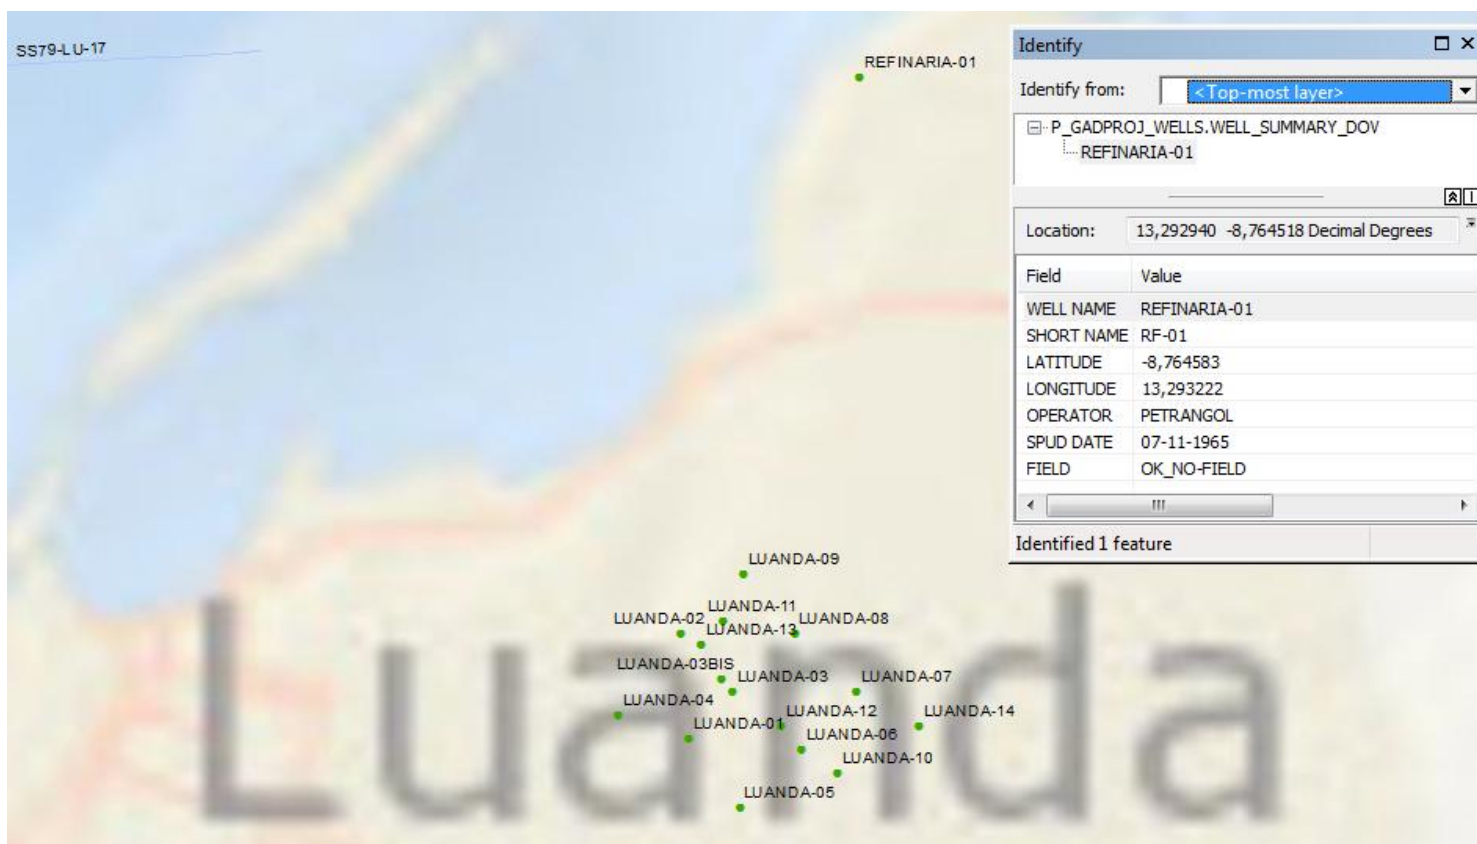 SS79-LU-17
REFINARIA-01
Identify
Identify from:
<Top-most layer>
P_GADPROJ_WELLS.WELL_SUMMARY_DOV
REFINARIA-01
Location:
13,292940 -8,764518 Decimal Degrees
Field Value
WELL NAME REFINARIA-01
SHORT NAME RF-01
LATITUDE -8,764583
LONGITUDE 13,293222
OPERATOR PETRANGOL
SPUD DATE 07-11-1965
FIELD OK_NO-FIELD
Identified 1 feature
LUANDA-09
LUANDA-11
LUANDA-02
LUANDA-08
LUANDA-13
LUANDA-03BIS
LUANDA-03
LUANDA-07
LUANDA-04
LUANDA-12
LUANDA-14
LUANDA-01
LUANDA-06
LUANDA-10
LUANDA-05
Luanda